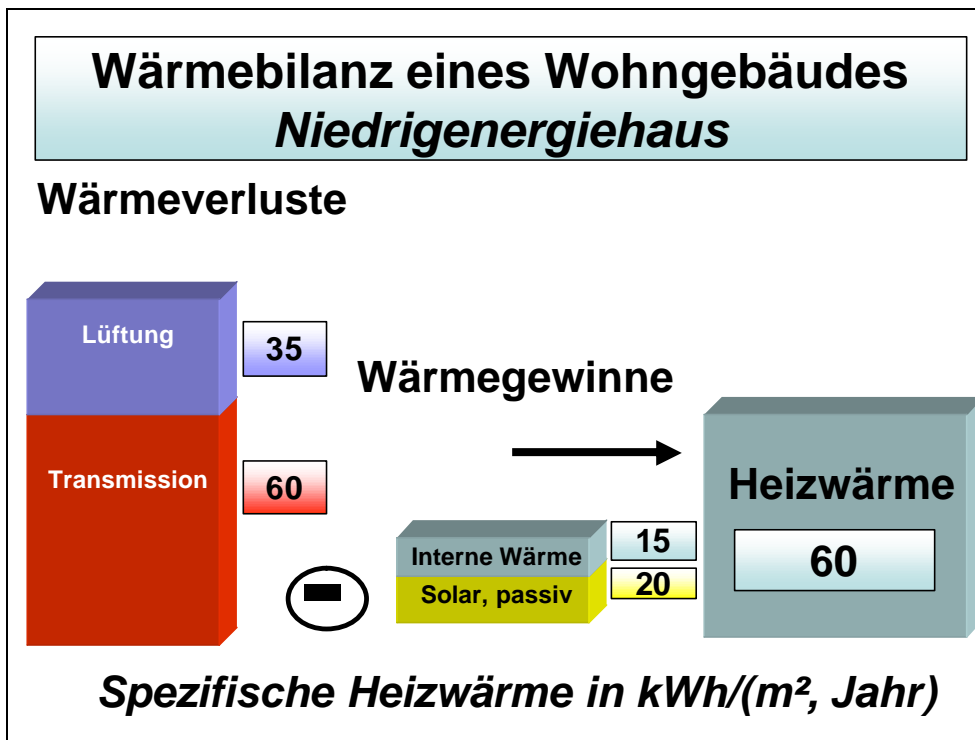 Wärmebilanz eines Wohngebäudes
Niedrigenergiehaus
Wärmeverluste
Lüftung
35
Wärmegewinne
Transmission
60
Heizwärme
60
Interne Wärme
15
Solar, passiv
20
Spezifische Heizwärme in kWh/(m², Jahr)